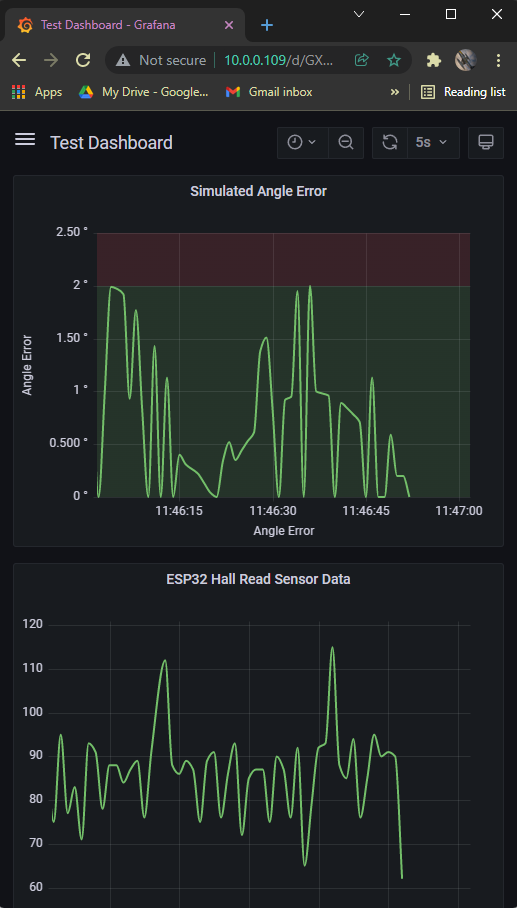 Test Dashboard - Grafana
Not secure 10.0.0.109/d/GX...
Apps My Drive - Google... Gmail inbox » Reading list
Test Dashboard 5s
Simulated Angle Error
2.50 °
2 °
1.50 °
1 °
0.500 °
0 °
Angle Error
11:46:15 11:46:30 11:46:45 11:47:00
Angle Error
ESP32 Hall Read Sensor Data
120
110
100
90
80
70
60